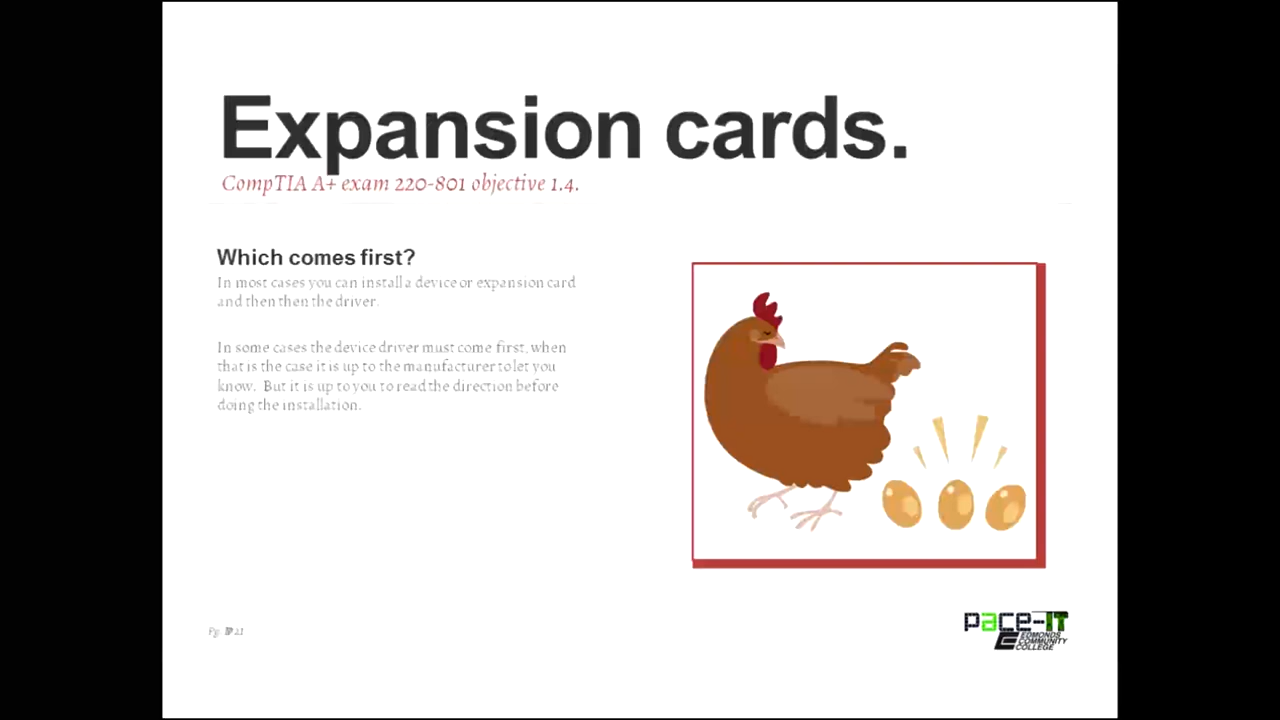 Expansion cards.
CompTIA A+ exam 220-801 objective 1.4.
Which comes first?
In most cases you can install a device or expansion card
and then then the driver.
In some cases the device driver must come first, when
that is the case it is up to the manufacturer to let you
know. But it is up to you to read the direction before
doing the installation.
Pg. 21
pace-IT
EDMONDS
COMMUNITY
COLLEGE